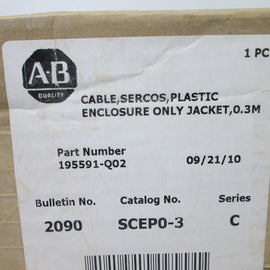 1 PC
A-B
QUALITY
CABLE,SERCOS,PLASTIC
ENCLOSURE ONLY JACKET,0.3M
Part Number
195591-Q02 09/21/10
Bulletin No. Catalog No. Series
2090 SCEP0-3 C